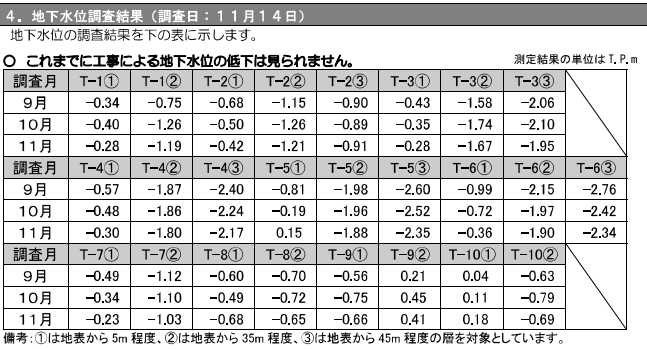 4．地下水位調査結果（調査日：11月14日）
地下水位の調査結果を下の表に示します。
○ これまでに工事による地下水位の低下は見られません。 測定結果の単位はT.P.m
調査月 T-1① T-1② T-2① T-2② T-2③ T-3① T-3② T-3③
9月 -0.34 -0.75 -0.68 -1.15 -0.90 -0.43 -1.58 -2.06
10月 -0.40 -1.26 -0.50 -1.26 -0.89 -0.35 -1.74 -2.10
11月 -0.28 -1.19 -0.42 -1.21 -0.91 -0.28 -1.67 -1.95
調査月 T-4① T-4② T-4③ T-5① T-5② T-5③ T-6① T-6② T-6③
9月 -0.57 -1.87 -2.40 -0.81 -1.98 -2.60 -0.99 -2.15 -2.76
10月 -0.48 -1.86 -2.24 -0.19 -1.96 -2.52 -0.72 -1.97 -2.42
11月 -0.30 -1.80 -2.17 0.15 -1.88 -2.35 -0.36 -1.90 -2.34
調査月 T-7① T-7② T-8① T-8② T-9① T-9② T-10① T-10②
9月 -0.49 -1.12 -0.60 -0.70 -0.56 0.21 0.04 -0.63
10月 -0.34 -1.10 -0.49 -0.72 -0.75 0.45 0.11 -0.79
11月 -0.23 -1.03 -0.68 -0.65 -0.66 0.41 0.18 -0.69
備考：①は地表から5m程度、②は地表から35m程度、③は地表から45m程度の層を対象としています。